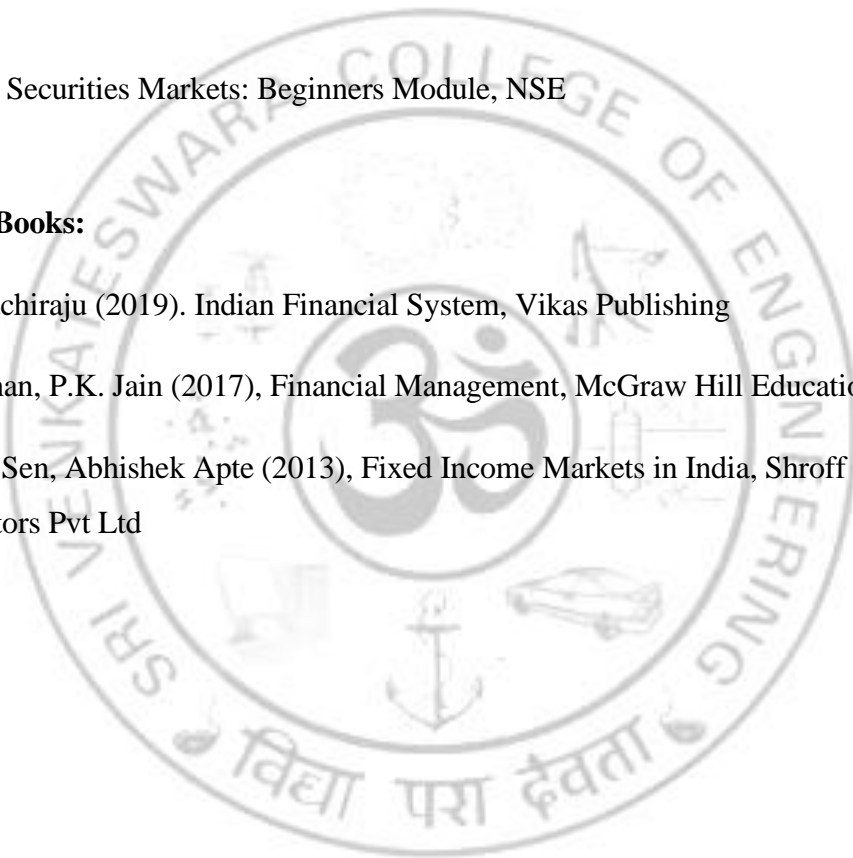 Securities Markets: Beginners Module, NSE
Books:
chiraju (2019). Indian Financial System, Vikas Publishing
nan, P.K. Jain (2017), Financial Management, McGraw Hill Educatio
Sen, Abhishek Apte (2013), Fixed Income Markets in India, Shroff
tors Pvt Ltd
SRI VENKATESWARA COLLEGE OF ENGINEERING
ॐ
विद्या परा दैवता